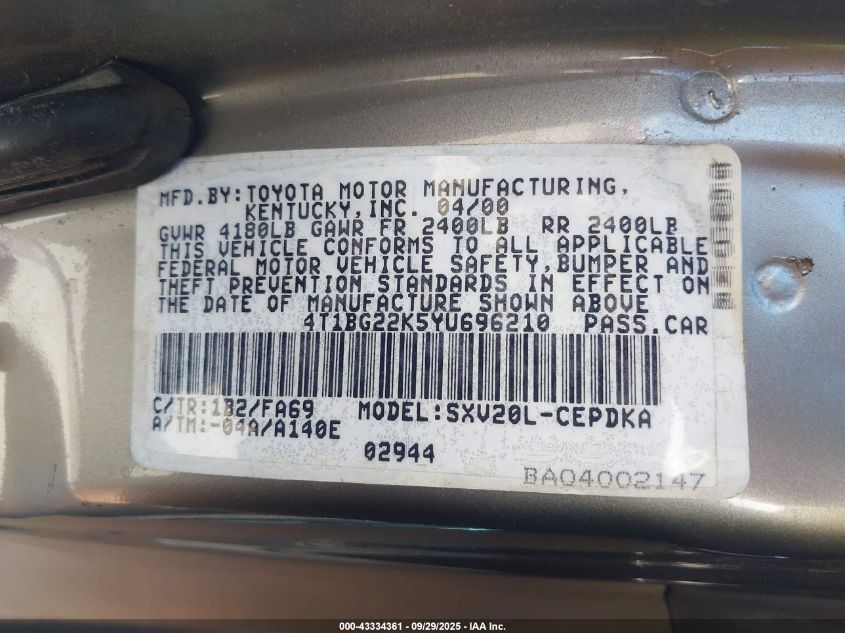 MFD.BY:TOYOTA MOTOR MANUFACTURING,
KENTUCKY,INC. 04/00
GVWR 4180LB GAWR FR 2400LB RR 2400LB
THIS VEHICLE CONFORMS TO ALL APPLICABLE
FEDERAL MOTOR VEHICLE SAFETY,BUMPER AND
THEFT PREVENTION STANDARDS IN EFFECT ON
THE DATE OF MANUFACTURE SHOWN ABOVE
4T1BG22K5YU696210 PASS.CAR
C/TR:1B2/FA69 MODEL:SXV20L-CEPDKA
A/TM:-04A/A140E
02944
BA04002147
000-43334361 | 09/29/2025 - IAA Inc.